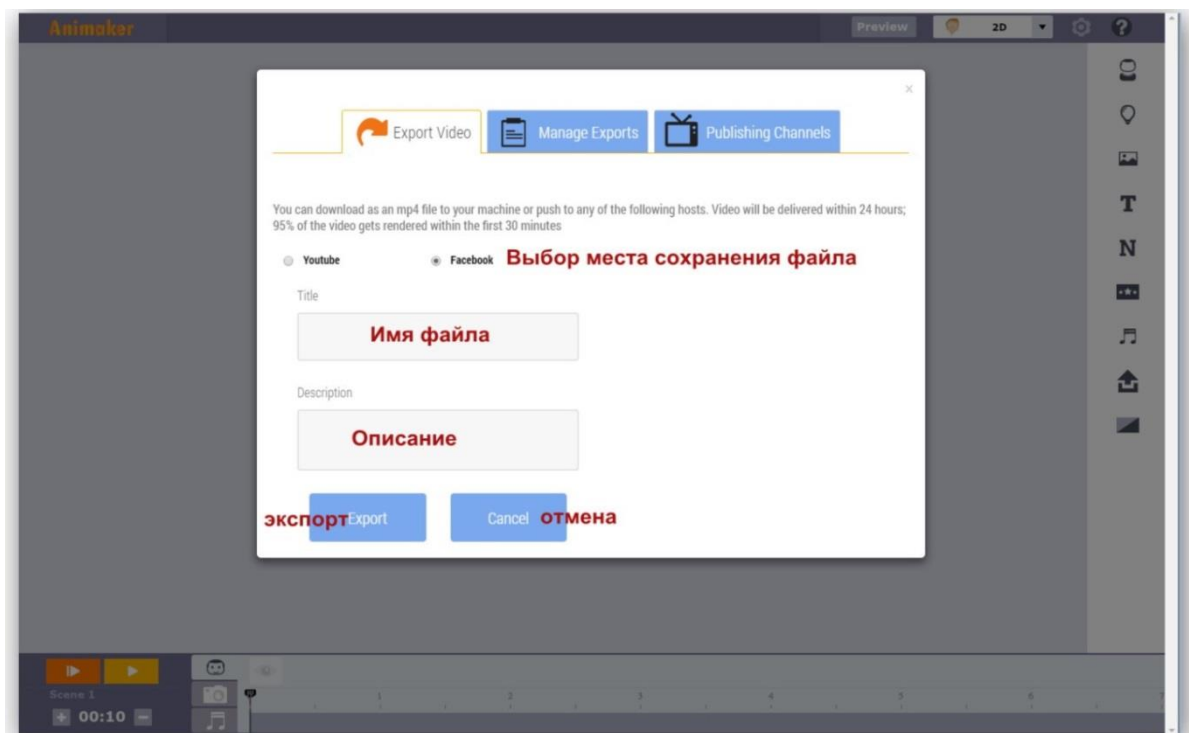 Animaker
Preview
2D
Export Video
Manage Exports
Publishing Channels
You can download as an mp4 file to your machine or push to any of the following hosts. Video will be delivered within 24 hours;
95% of the video gets rendered within the first 30 minutes
Youtube
Facebook
Выбор места сохранения файла
Title
Имя файла
Description
Описание
экспорт
Export
Cancel
отмена
T
N
Scene 1
+ 00:10 −
1 2 3 4 5 6 7